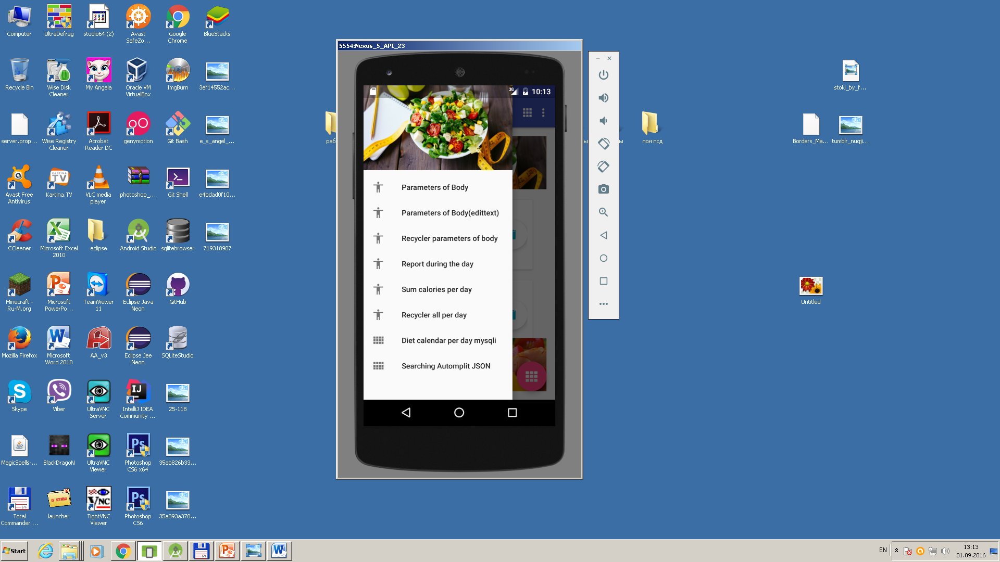 Computer
UltraDefrag
studio64 (2)
Avast
SafeZo...
Google
Chrome
BlueStacks
Recycle Bin
Wise Disk
Cleaner
My Angela
Oracle VM
VirtualBox
ImgBurn
3ef14552ac...
server.prop...
Wise Registry
Cleaner
Acrobat
Reader DC
genymotion
Git Bash
e_s_angel_...
Avast Free
Antivirus
Kartina.TV
VLC media
player
photoshop_...
Git Shell
e4bdad0f10...
CCleaner
Microsoft Excel
2010
eclipse
Android Studio
sqlitebrowser
719318907
Minecraft -
Ru-M.org
Microsoft
PowerPo...
TeamViewer
11
Eclipse Java
Neon
GitHub
Mozilla Firefox
Microsoft
Word 2010
AA_v3
Eclipse Jee
Neon
SQLiteStudio
Skype
Viber
UltraVNC
Server
IntelliJ IDEA
Community ...
25-118
MagicSpells-...
BlackDragoN
UltraVNC
Viewer
Photoshop
CS6 x64
35ab826b33...
Total
Commander ...
launcher
TightVNC
Viewer
Photoshop
CS6
35a393a370...
5554:Nexus_5_API_23
3G
10:13
Parameters of Body
Parameters of Body(edittext)
Recycler parameters of body
Report during the day
Sum calories per day
Recycler all per day
Diet calendar per day mysqli
Searching Automplit JSON
раб
ы
ы
мои псд
stoki_by_f...
Borders_Ma...
tumblr_nuqji...
Untitled
Start
EN
13:13
01.09.2016